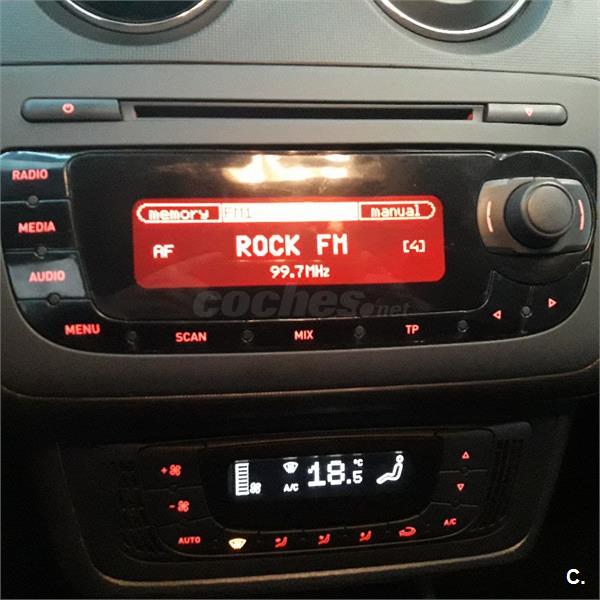 RADIO
MEDIA
AUDIO
MENU
memory FM1 manual
AF ROCK FM [4]
99.7MHz
coches.net
SCAN MIX TP
18.5 °C
A/C
AUTO
A/C
C.